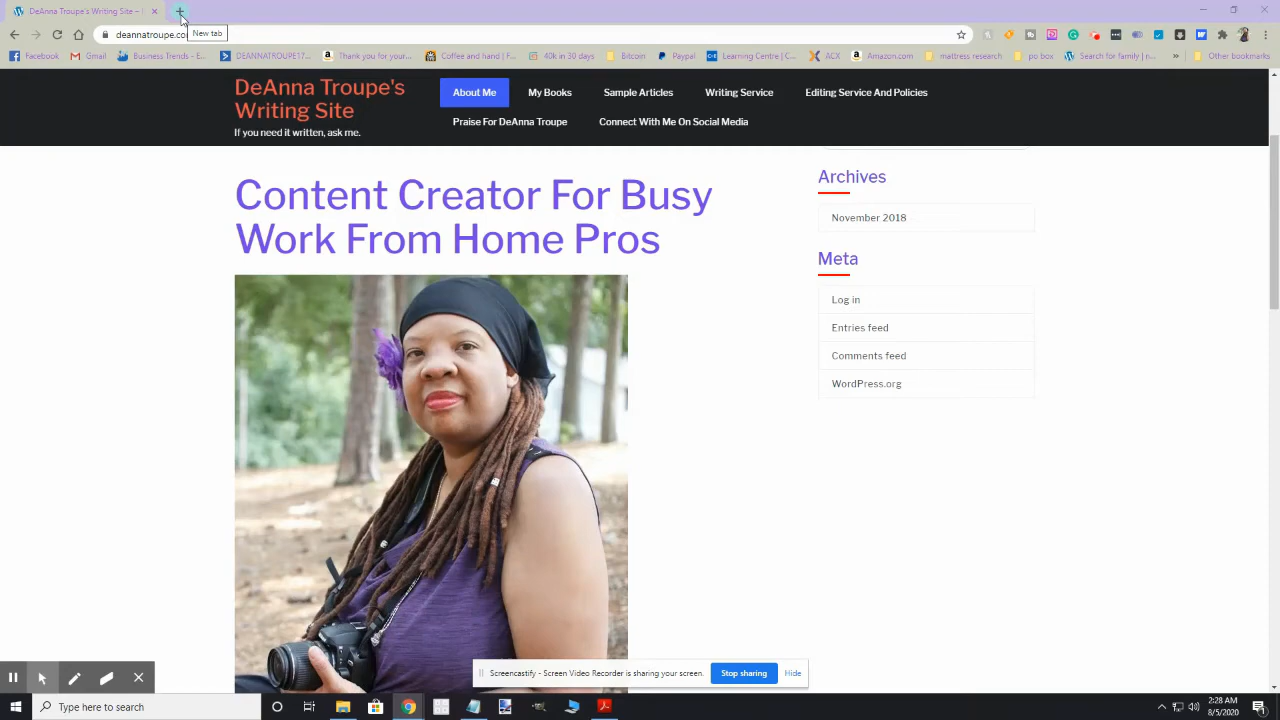 DeAnna Troupe's Writing Site – |
New tab
deannatroupe.co
Facebook
Gmail
Business Trends – E...
DEANNATROUPE17...
Thank you for your...
Coffee and hand | F...
40k in 30 days
Bitcoin
Paypal
Learning Centre | C...
ACX
Amazon.com
mattress research
po box
Search for family | n...
»
Other bookmarks
DeAnna Troupe's
Writing Site
If you need it written, ask me.
About Me
My Books
Sample Articles
Writing Service
Editing Service And Policies
Praise For DeAnna Troupe
Connect With Me On Social Media
Content Creator For Busy
Work From Home Pros
Archives
November 2018
Meta
Log in
Entries feed
Comments feed
WordPress.org
Screencastify - Screen Video Recorder is sharing your screen.
Stop sharing
Hide
Type here to search
2:28 AM
8/5/2020